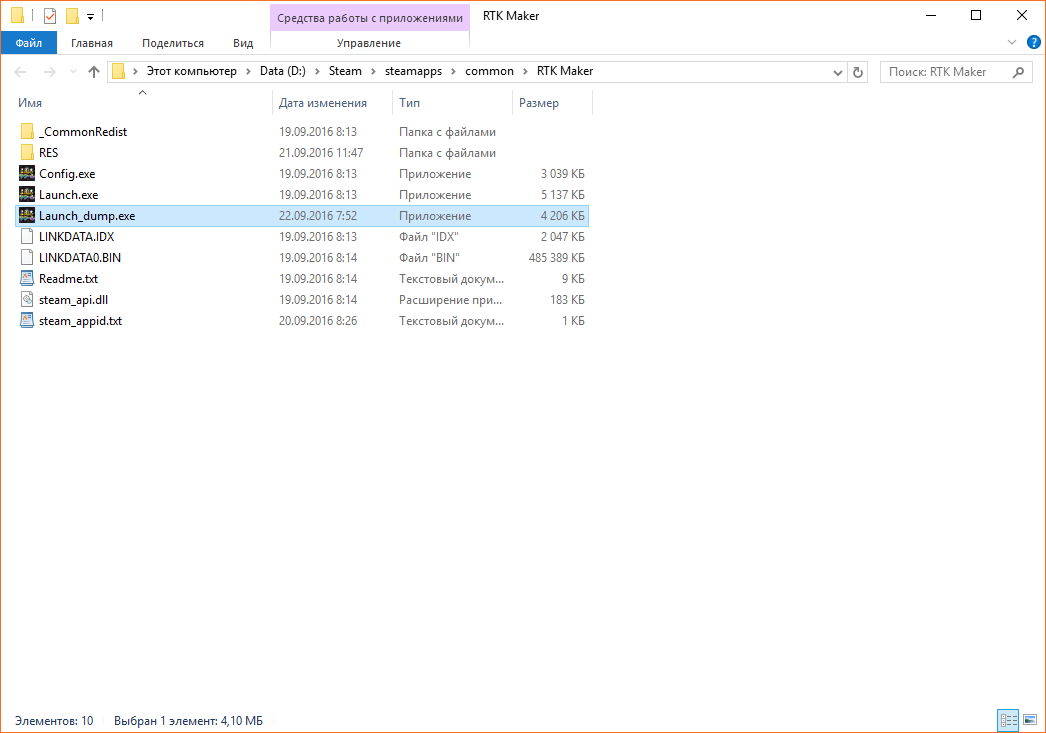 Средства работы с приложениями RTK Maker
Файл Главная Поделиться Вид Управление
Этот компьютер Data (D:) Steam steamapps common RTK Maker Поиск: RTK Maker
Имя Дата изменения Тип Размер
_CommonRedist 19.09.2016 8:13 Папка с файлами
RES 21.09.2016 11:47 Папка с файлами
Config.exe 19.09.2016 8:13 Приложение 3 039 КБ
Launch.exe 19.09.2016 8:13 Приложение 5 137 КБ
Launch_dump.exe 22.09.2016 7:52 Приложение 4 206 КБ
LINKDATA.IDX 19.09.2016 8:13 Файл "IDX" 2 047 КБ
LINKDATA0.BIN 19.09.2016 8:14 Файл "BIN" 485 389 КБ
Readme.txt 19.09.2016 8:14 Текстовый докум... 9 КБ
steam_api.dll 19.09.2016 8:14 Расширение при... 183 КБ
steam_appid.txt 20.09.2016 8:26 Текстовый докум... 1 КБ
Элементов: 10 Выбран 1 элемент: 4,10 МБ